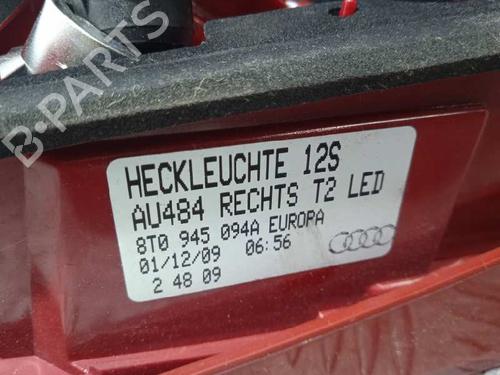 B-PARTS
HECKLEUCHTE 12S
AU484 RECHTS T2 LED
8T0 945 094A EUROPA
01/12/09 06:56
2 48 09